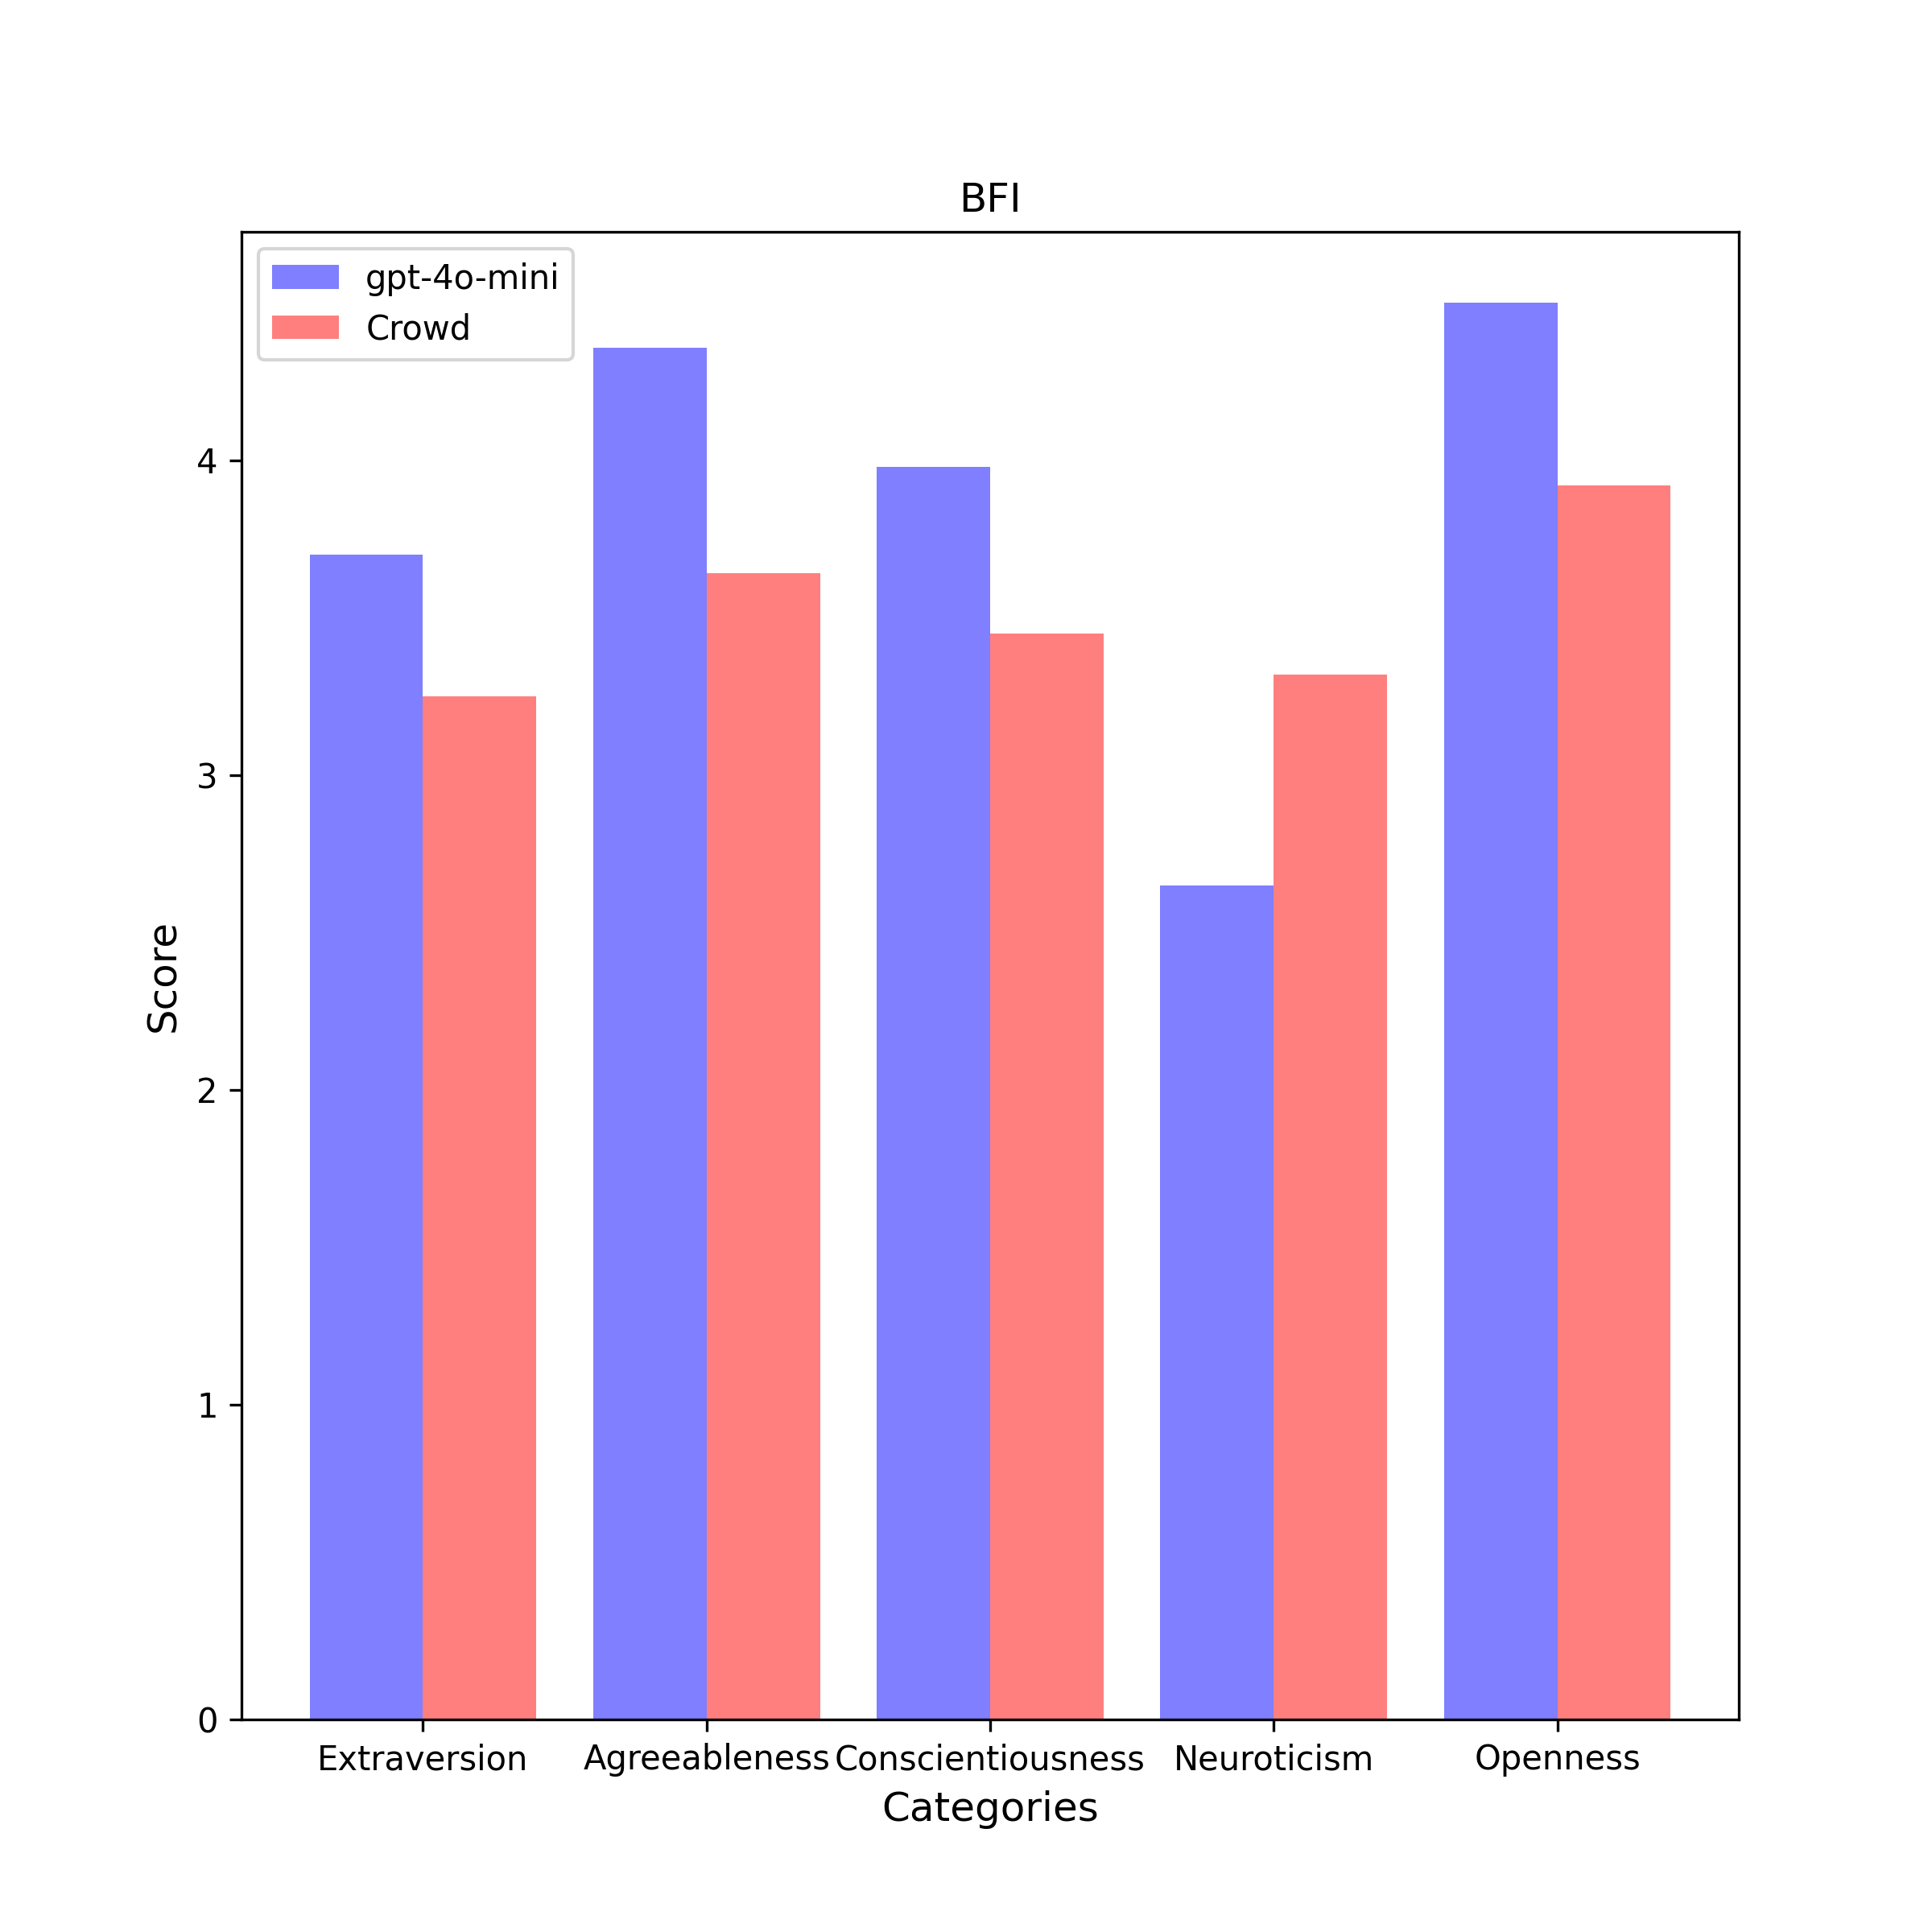 BFI
gpt-4o-mini
Crowd
4
3
2
1
0
Score
Extraversion Agreeableness Conscientiousness Neuroticism Openness
Categories